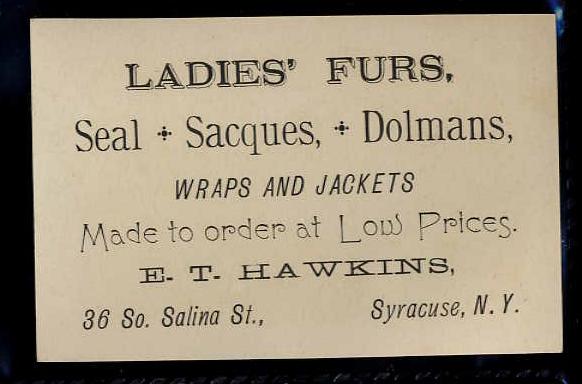 LADIES' FURS,
Seal + Sacques, + Dolmans,
WRAPS AND JACKETS
Made to order at Low Prices.
E. T. HAWKINS,
36 So. Salina St., Syracuse, N. Y.